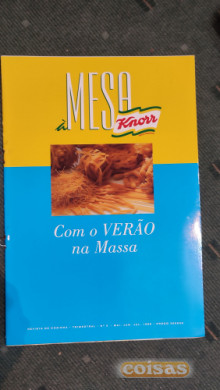 à MESA
Knorr
Com o VERÃO
na Massa
coisas